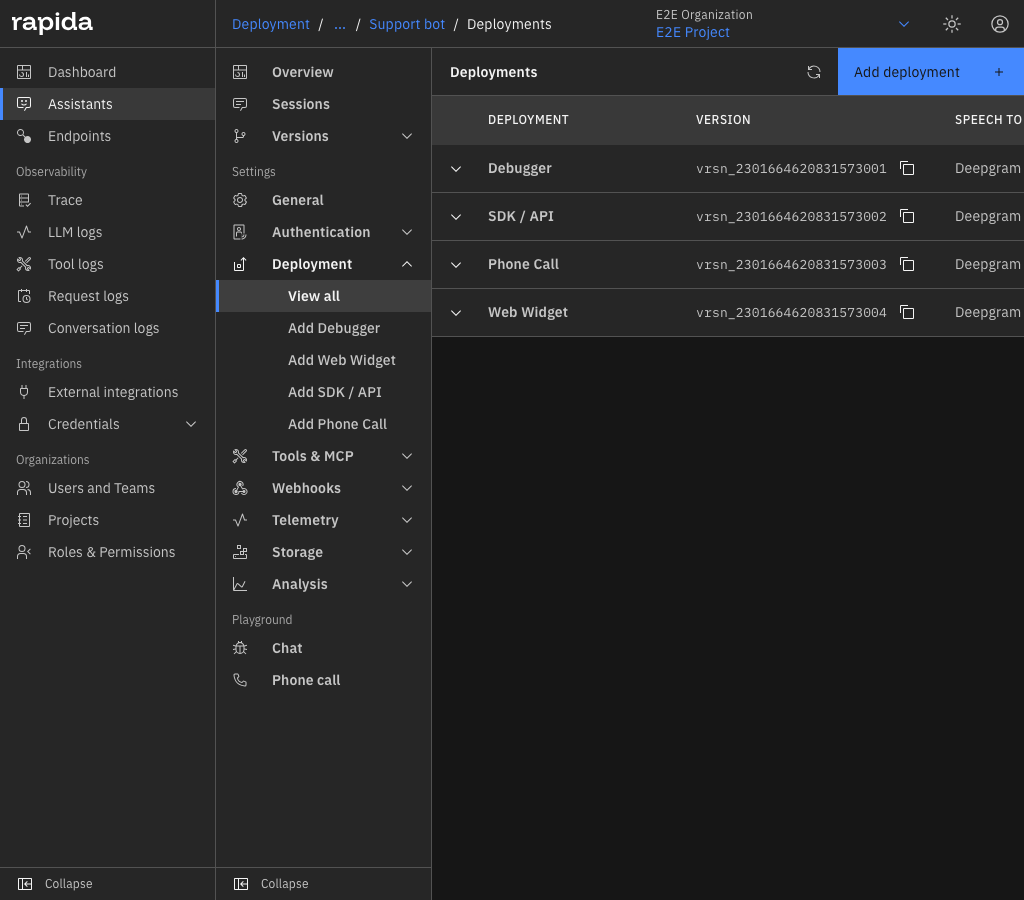 rapida
Deployment / ... / Support bot / Deployments
E2E Organization
E2E Project
Dashboard
Assistants
Endpoints
Observability
Trace
LLM logs
Tool logs
Request logs
Conversation logs
Integrations
External integrations
Credentials
Organizations
Users and Teams
Projects
Roles & Permissions
Collapse
Overview
Sessions
Versions
Settings
General
Authentication
Deployment
View all
Add Debugger
Add Web Widget
Add SDK / API
Add Phone Call
Tools & MCP
Webhooks
Telemetry
Storage
Analysis
Playground
Chat
Phone call
Collapse
Deployments
Add deployment +
DEPLOYMENT VERSION SPEECH TO
Debugger vrsn_2301664620831573001 Deepgram
SDK / API vrsn_2301664620831573002 Deepgram
Phone Call vrsn_2301664620831573003 Deepgram
Web Widget vrsn_2301664620831573004 Deepgram